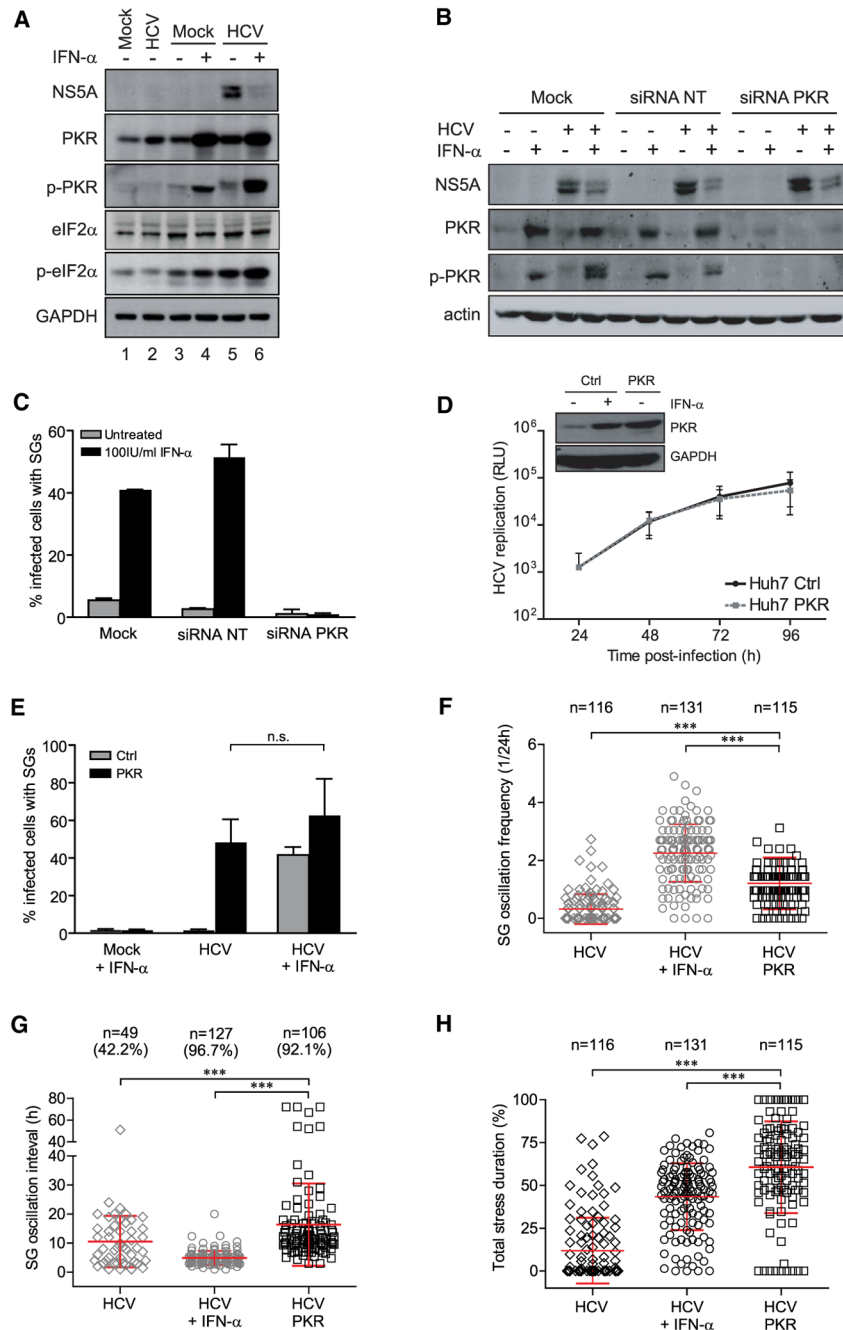 A
Mock HCV Mock HCV
IFN-α - - - + - +
NS5A
PKR
p-PKR
eIF2α
p-eIF2α
GAPDH
1 2 3 4 5 6
B
Mock siRNA NT siRNA PKR
HCV - - + + - - + + - - + +
IFN-α - + - + - + - + - + - +
NS5A
PKR
p-PKR
actin
C
% infected cells with SGs
60
40
20
0
Untreated
100IU/ml IFN-α
Mock siRNA NT siRNA PKR
D
Ctrl PKR
- + - IFN-α
PKR
GAPDH
HCV replication (RLU)
10⁶
10⁵
10⁴
10³
10²
Huh7 Ctrl
Huh7 PKR
24 48 72 96
Time post-infection (h)
E
% infected cells with SGs
100
80
60
40
20
0
Ctrl
PKR
n.s.
Mock + IFN-α
HCV
HCV + IFN-α
F
n=116 n=131 n=115
***
***
SG oscillation frequency (1/24h)
6
4
2
0
HCV
HCV + IFN-α
HCV PKR
G
n=49 (42.2%)
n=127 (96.7%)
n=106 (92.1%)
***
***
SG oscillation inteval (h)
80
60
40
30
20
10
0
HCV
HCV + IFN-α
HCV PKR
H
n=116 n=131 n=115
***
***
Total stress duration (%)
100
75
50
25
0
HCV
HCV + IFN-α
HCV PKR